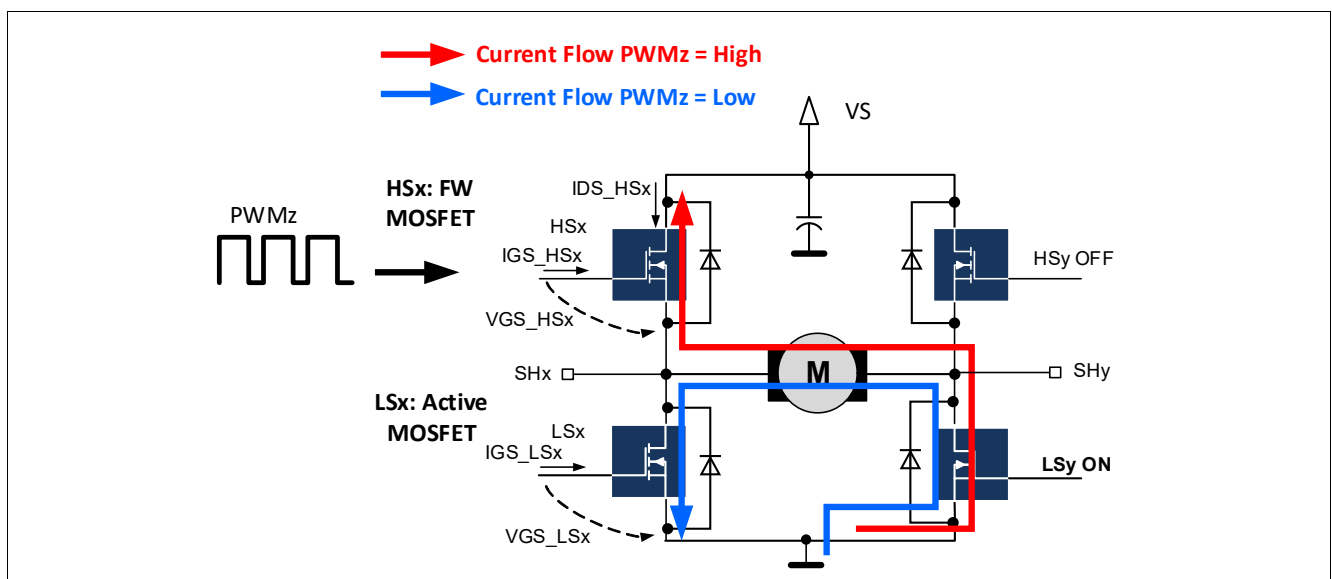 Current Flow PWMz = High
Current Flow PWMz = Low
VS
HSx: FW
MOSFET
IDS_HSx
PWMz
HSx
IGS_HSx
HSy OFF
VGS_HSx
SHx
M
SHy
LSx: Active
MOSFET
LSx
IGS_LSx
LSy ON
VGS_LSx